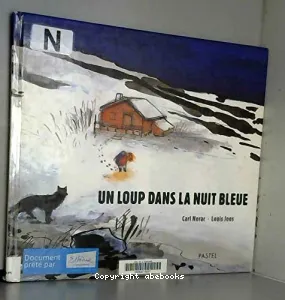 N
UN LOUP DANS LA NUIT BLEUE
Carl Norac - Louis Joos
PASTEL
Document
prêté par
Copyright abebooks